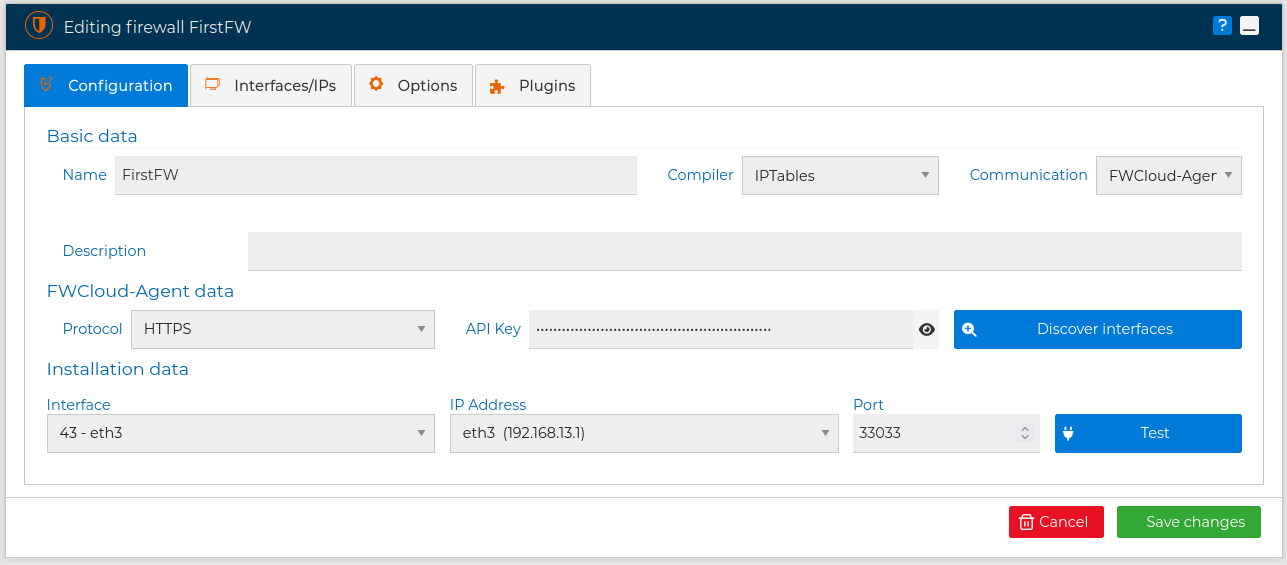 Editing firewall FirstFW
?
Configuration Interfaces/IPs Options Plugins
Basic data
Name FirstFW Compiler IPTables Communication FWCloud-Agen
Description
FWCloud-Agent data
Protocol HTTPS API Key •••••••••••••••••••••••••••••••••••••••••••••••••••••• Discover interfaces
Installation data
Interface IP Address Port
43 - eth3 eth3 (192.168.13.1) 33033 Test
Cancel Save changes